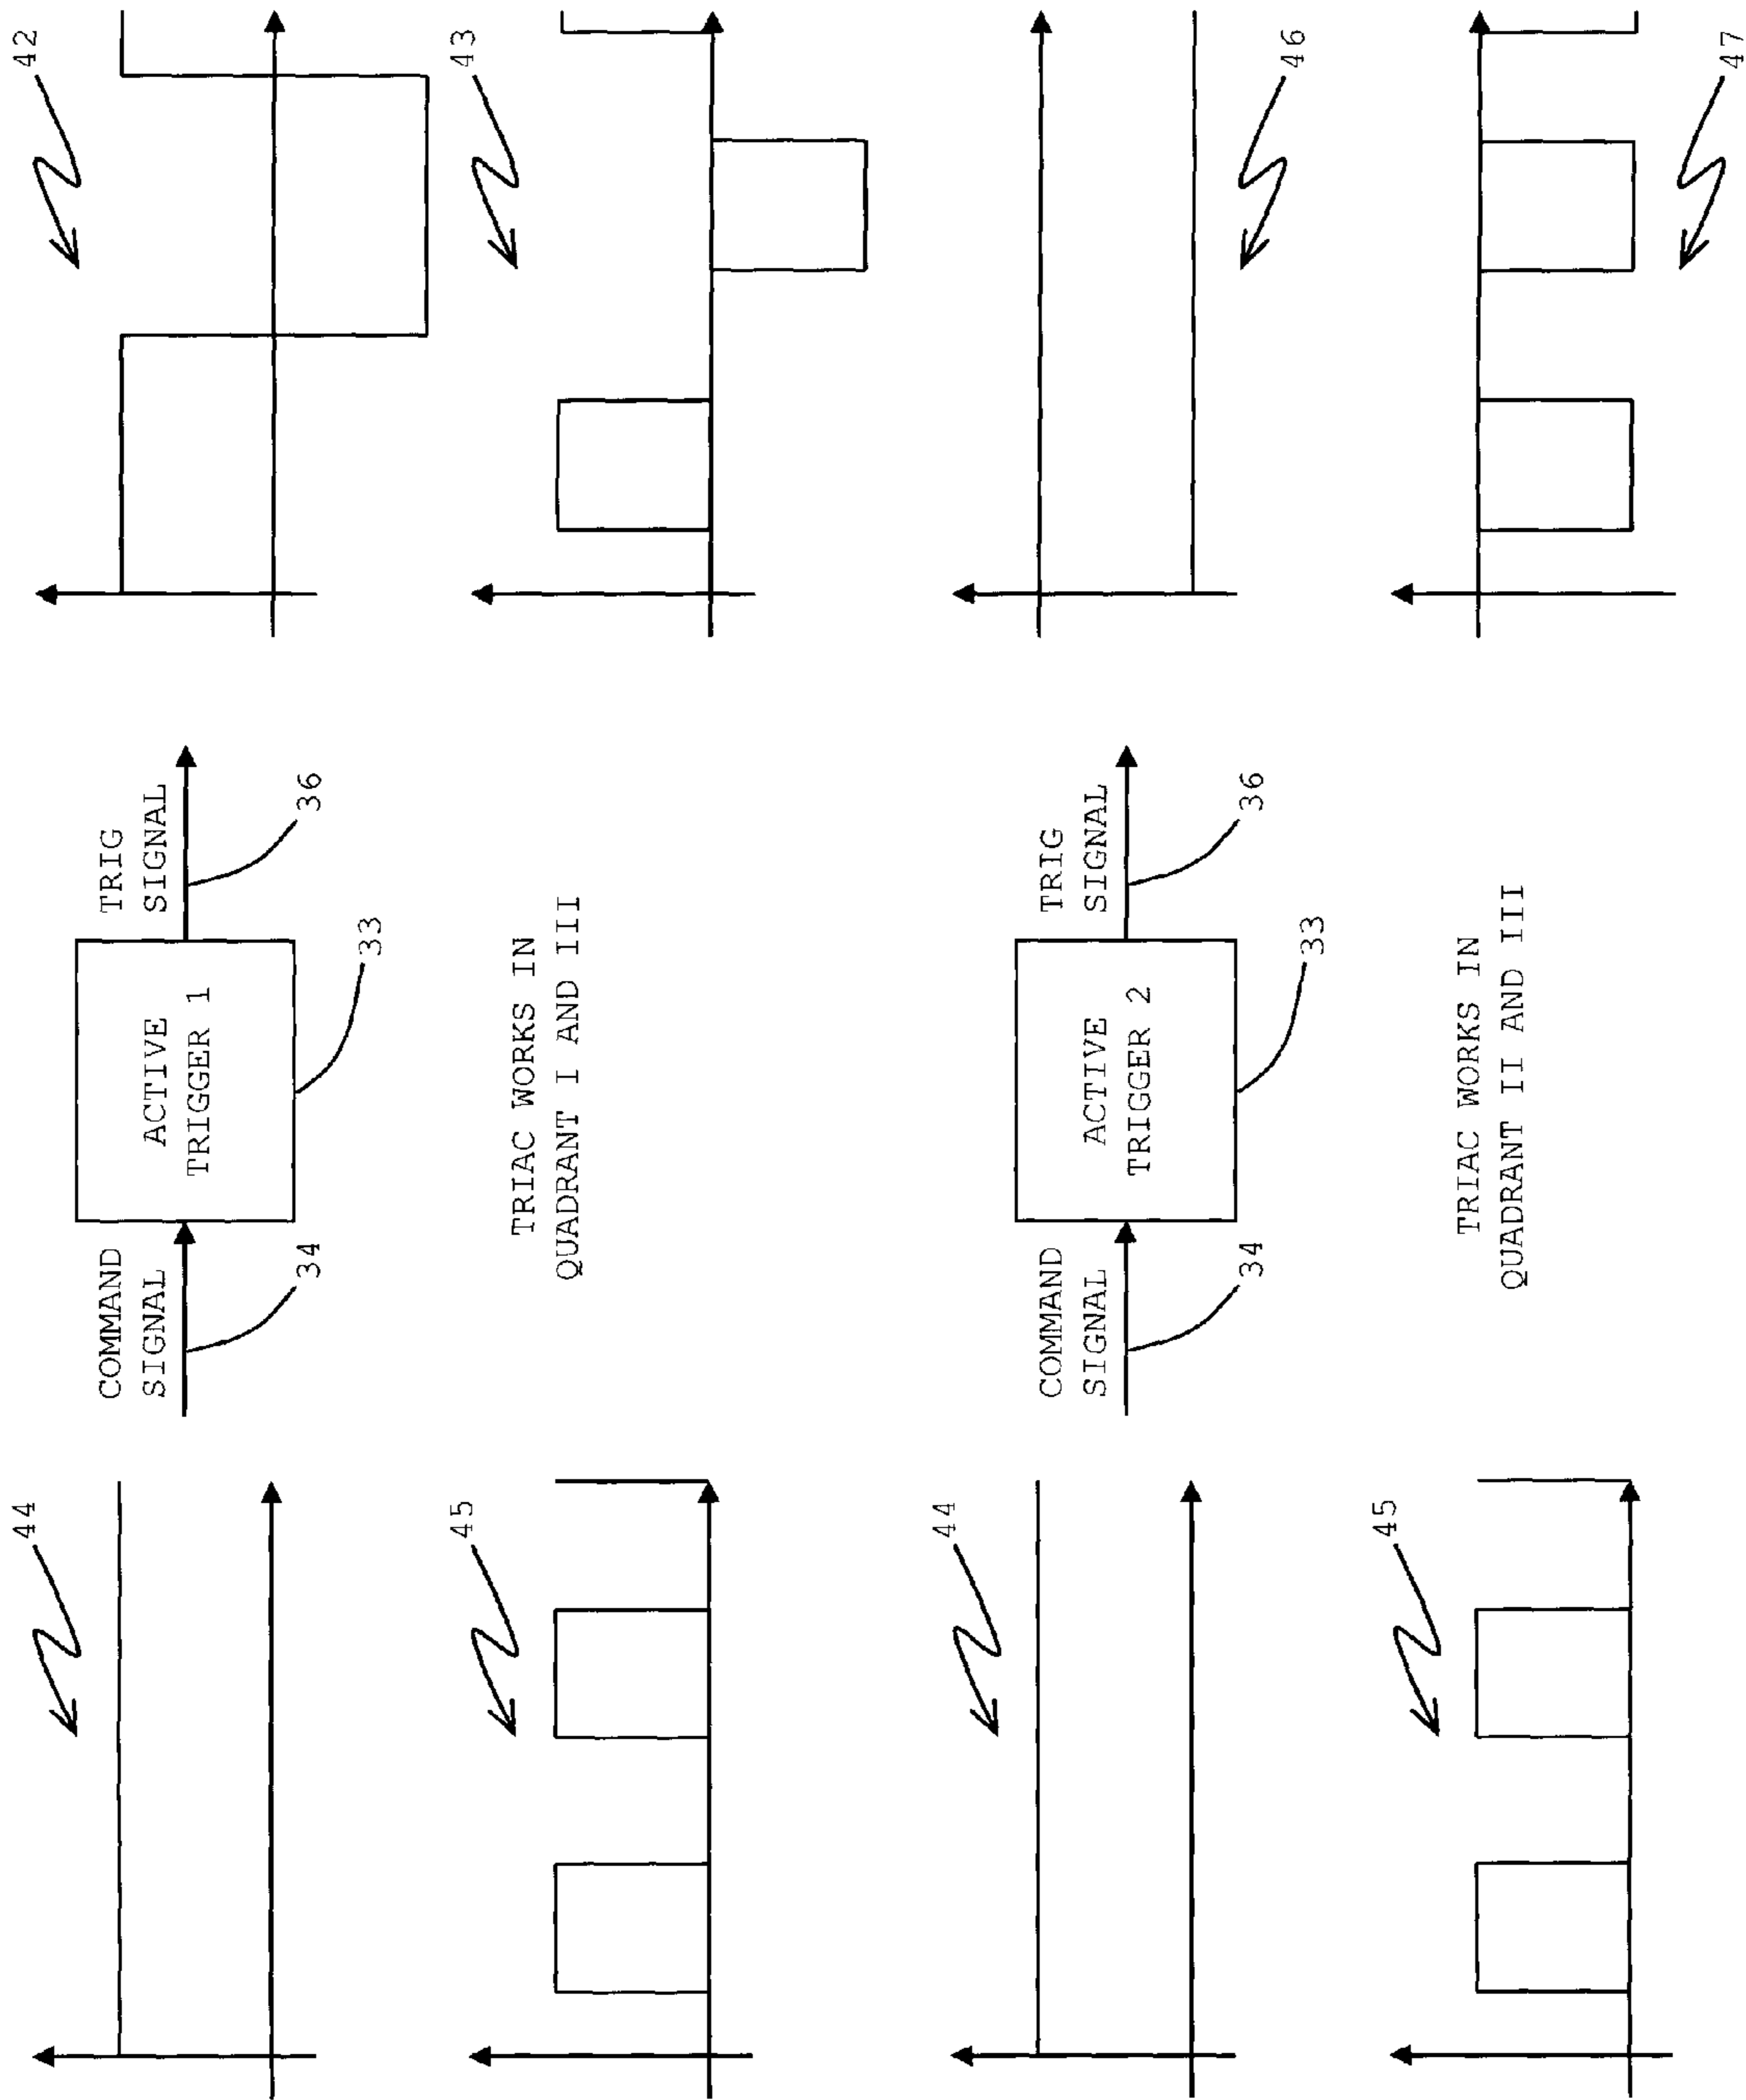 44
COMMAND
SIGNAL
34
ACTIVE
TRIGGER 1
33
TRIG
SIGNAL
36
42
45
TRIAC WORKS IN
QUADRANT I AND III
43
44
COMMAND
SIGNAL
34
ACTIVE
TRIGGER 2
33
TRIG
SIGNAL
36
46
45
TRIAC WORKS IN
QUADRANT II AND III
47